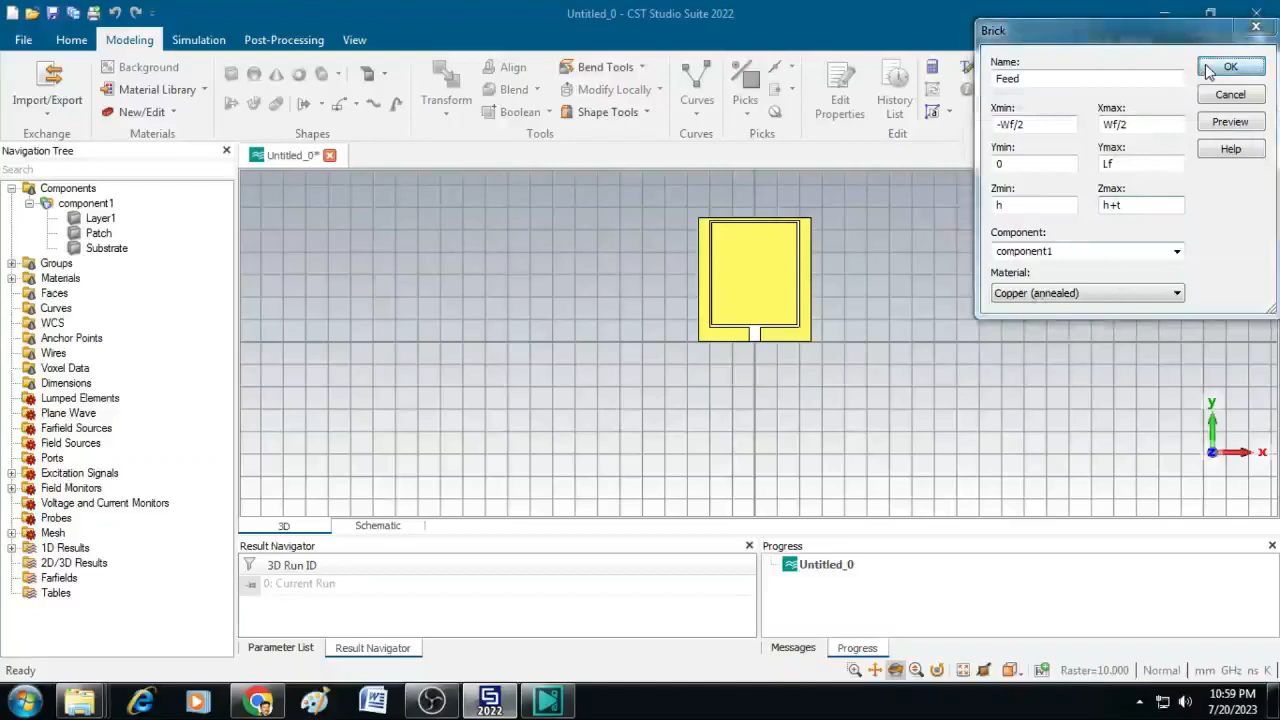 Untitled_0 - CST Studio Suite 2022
File Home Modeling Simulation Post-Processing View
Import/Export
Exchange
Background
Material Library
New/Edit
Materials
Shapes
Transform
Align
Blend
Boolean
Bend Tools
Modify Locally
Shape Tools
Tools
Curves
Curves
Picks
Picks
Edit Properties
History List
Edit
Brick
Name:
Feed
OK
Cancel
Preview
Help
Xmin: Xmax:
-Wf/2 Wf/2
Ymin: Ymax:
0 Lf
Zmin: Zmax:
h h+t
Component:
component1
Material:
Copper (annealed)
Navigation Tree
Search
Components
component1
Layer1
Patch
Substrate
Groups
Materials
Faces
Curves
WCS
Anchor Points
Wires
Voxel Data
Dimensions
Lumped Elements
Plane Wave
Farfield Sources
Field Sources
Ports
Excitation Signals
Field Monitors
Voltage and Current Monitors
Probes
Mesh
1D Results
2D/3D Results
Farfields
Tables
Untitled_0*
y
z
x
3D Schematic
Result Navigator
3D Run ID
0: Current Run
Parameter List Result Navigator
Progress
Untitled_0
Messages Progress
Ready
Raster=10.000 Normal mm GHz ns K
2022
10:59 PM
7/20/2023